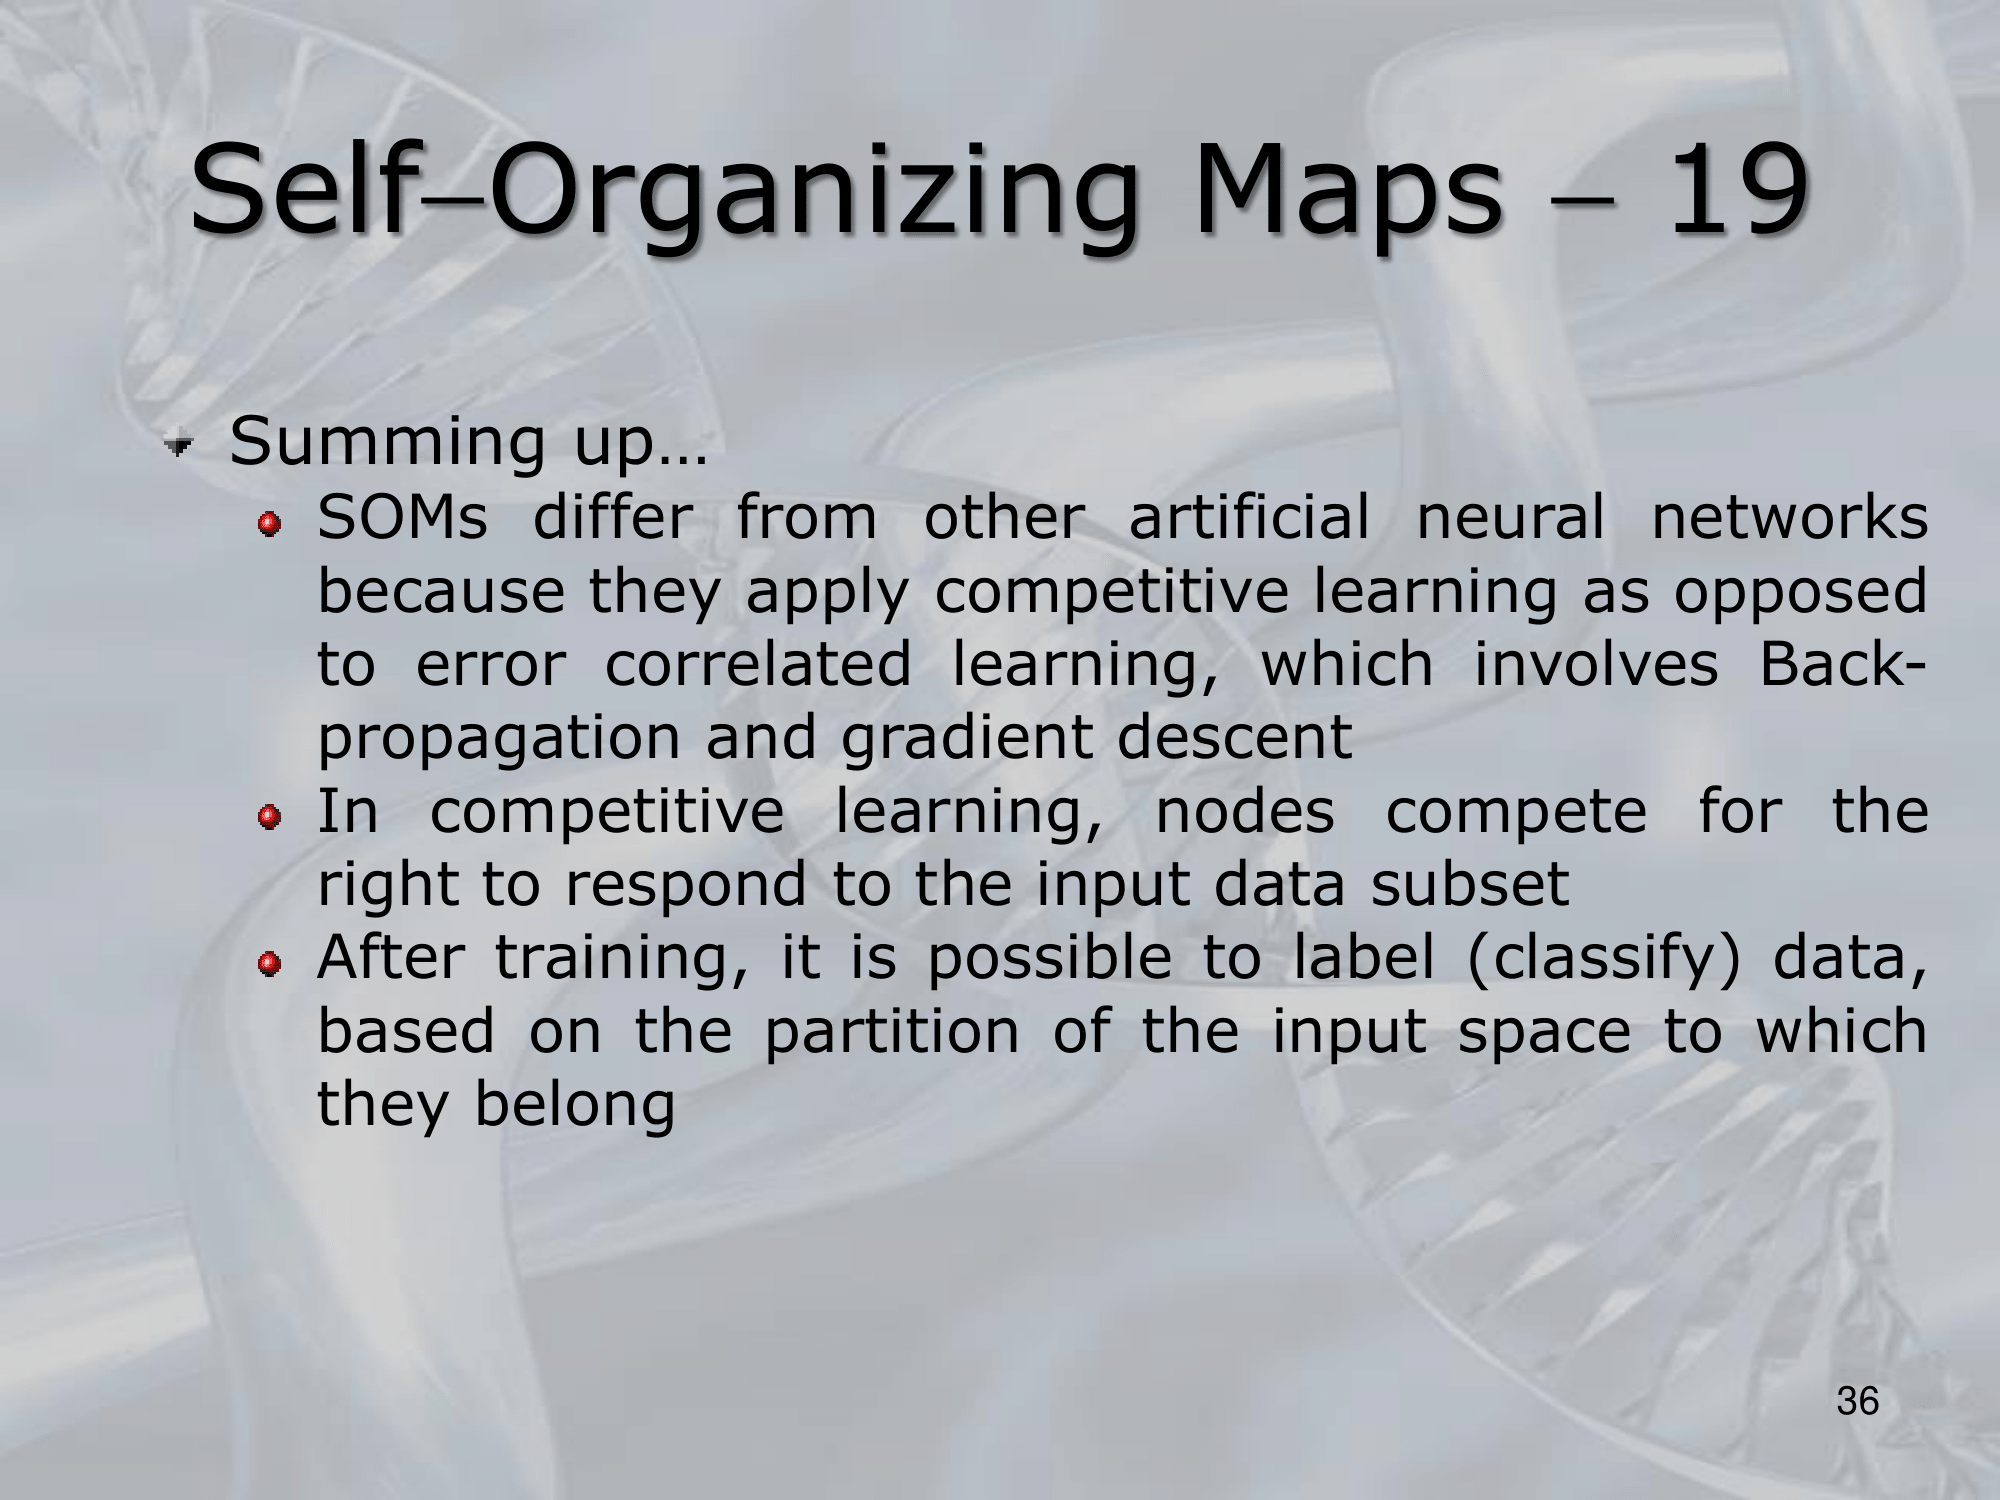 Self–Organizing Maps – 19
Summing up…
SOMs differ from other artificial neural networks
because they apply competitive learning as opposed
to error correlated learning, which involves Back-
propagation and gradient descent
In competitive learning, nodes compete for the
right to respond to the input data subset
After training, it is possible to label (classify) data,
based on the partition of the input space to which
they belong
36